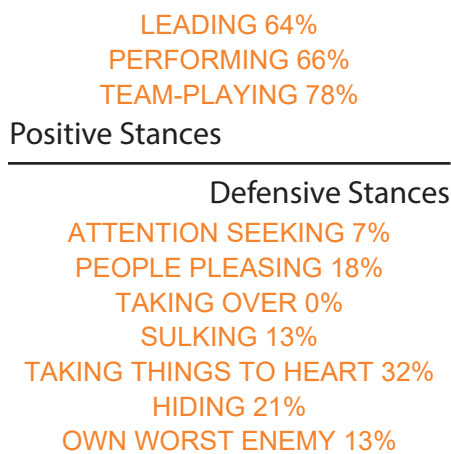 LEADING 64%
PERFORMING 66%
TEAM-PLAYING 78%
Positive Stances
Defensive Stances
ATTENTION SEEKING 7%
PEOPLE PLEASING 18%
TAKING OVER 0%
SULKING 13%
TAKING THINGS TO HEART 32%
HIDING 21%
OWN WORST ENEMY 13%